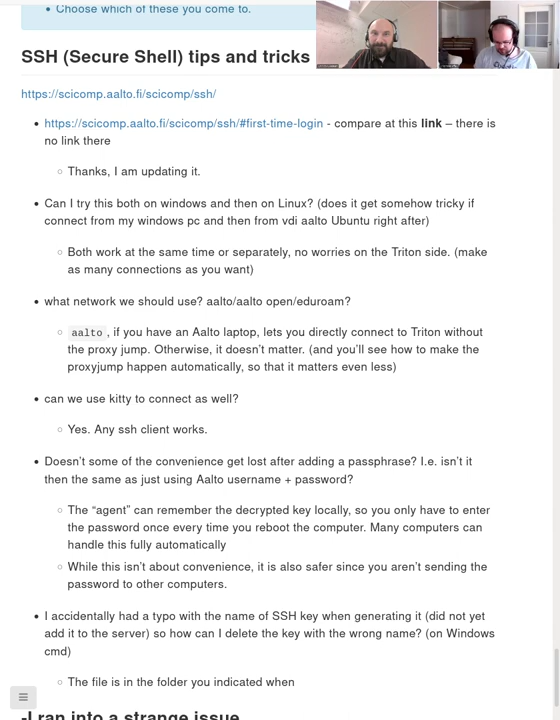 Choose which of these you come to.
SSH (Secure Shell) tips and tricks
https://scicomp.aalto.fi/scicomp/ssh/
https://scicomp.aalto.fi/scicomp/ssh/#first-time-login - compare at this link – there is
no link there
Thanks, I am updating it.
Can I try this both on windows and then on Linux? (does it get somehow tricky if
connect from my windows pc and then from vdi aalto Ubuntu right after)
Both work at the same time or separately, no worries on the Triton side. (make
as many connections as you want)
what network we should use? aalto/aalto open/eduroam?
aalto, if you have an Aalto laptop, lets you directly connect to Triton without
the proxy jump. Otherwise, it doesn’t matter. (and you’ll see how to make the
proxyjump happen automatically, so that it matters even less)
can we use kitty to connect as well?
Yes. Any ssh client works.
Doesn’t some of the convenience get lost after adding a passphrase? I.e. isn’t it
then the same as just using Aalto username + password?
The “agent” can remember the decrypted key locally, so you only have to enter
the password once every time you reboot the computer. Many computers can
handle this fully automatically
While this isn’t about convenience, it is also safer since you aren’t sending the
password to other computers.
I accidentally had a typo with the name of SSH key when generating it (did not yet
add it to the server) so how can I delete the key with the wrong name? (on Windows
cmd)
The file is in the folder you indicated when
-I ran into a strange issue